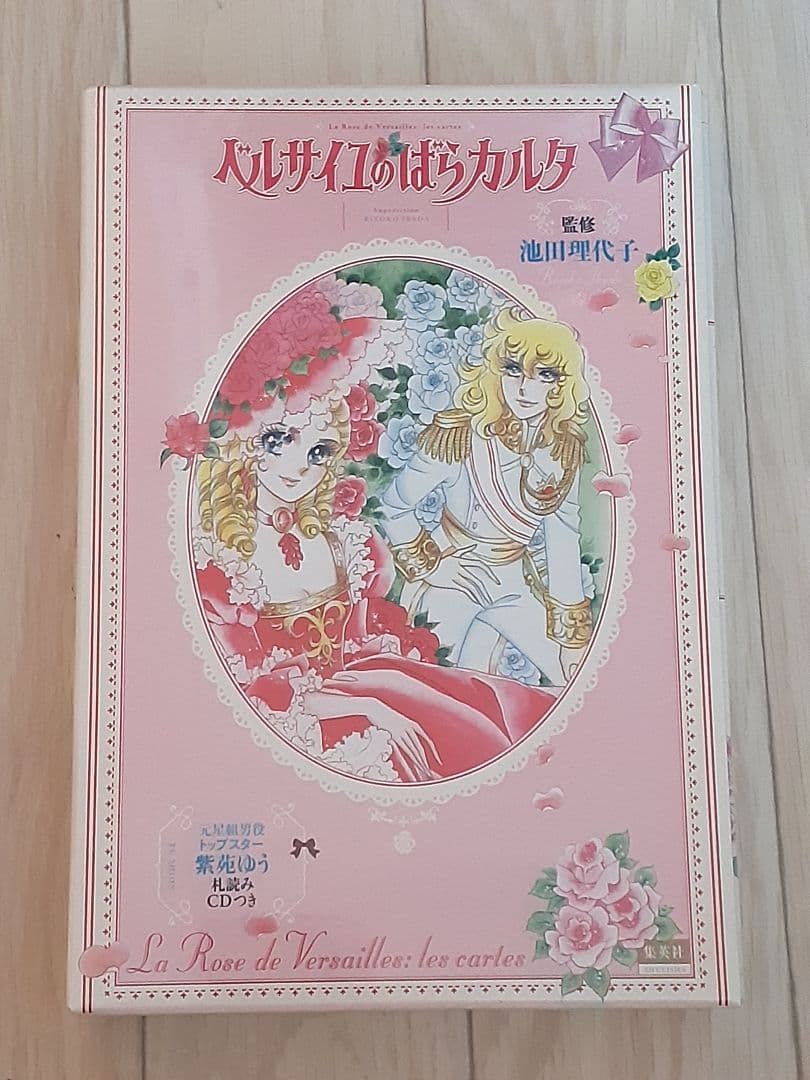 La Rose de Versailles: les cartes
ベルサイユのばらカルタ
Supervision
RIYOKO IKEDA
監修
池田理代子
元星組男役
トップスター
紫苑ゆう
札読み
CDつき
La Rose de Versailles: les cartes
集英社
SHUEISHA